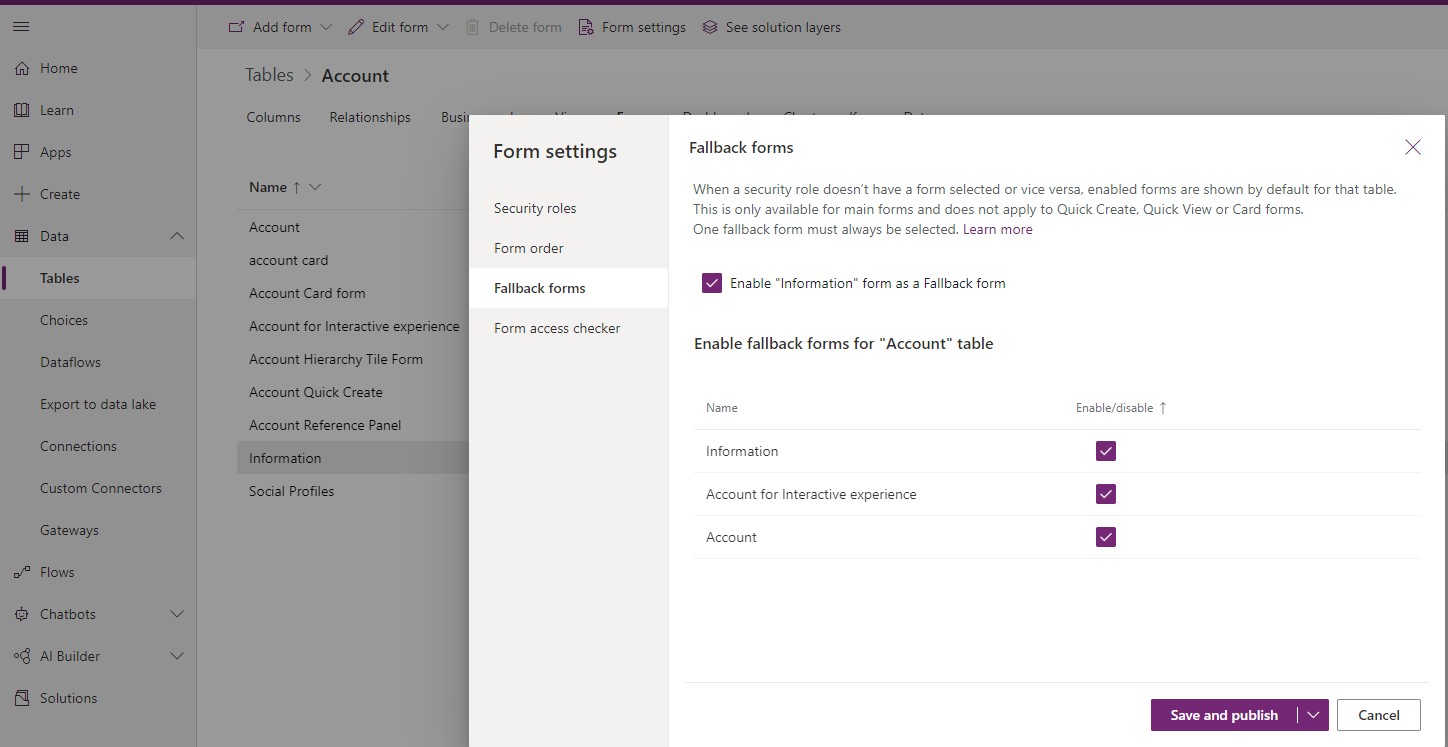 Add form
Edit form
Delete form
Form settings
See solution layers
Home
Learn
Apps
Create
Data
Tables
Choices
Dataflows
Export to data lake
Connections
Custom Connectors
Gateways
Flows
Chatbots
AI Builder
Solutions
Tables > Account
Columns
Relationships
Name ↑
Account
account card
Account Card form
Account for Interactive experience
Account Hierarchy Tile Form
Account Quick Create
Account Reference Panel
Information
Social Profiles
Form settings
Security roles
Form order
Fallback forms
Form access checker
Fallback forms
When a security role doesn’t have a form selected or vice versa, enabled forms are shown by default for that table.
This is only available for main forms and does not apply to Quick Create, Quick View or Card forms.
One fallback form must always be selected. Learn more
Enable "Information" form as a Fallback form
Enable fallback forms for "Account" table
Name
Enable/disable ↑
Information
Account for Interactive experience
Account
Save and publish
Cancel